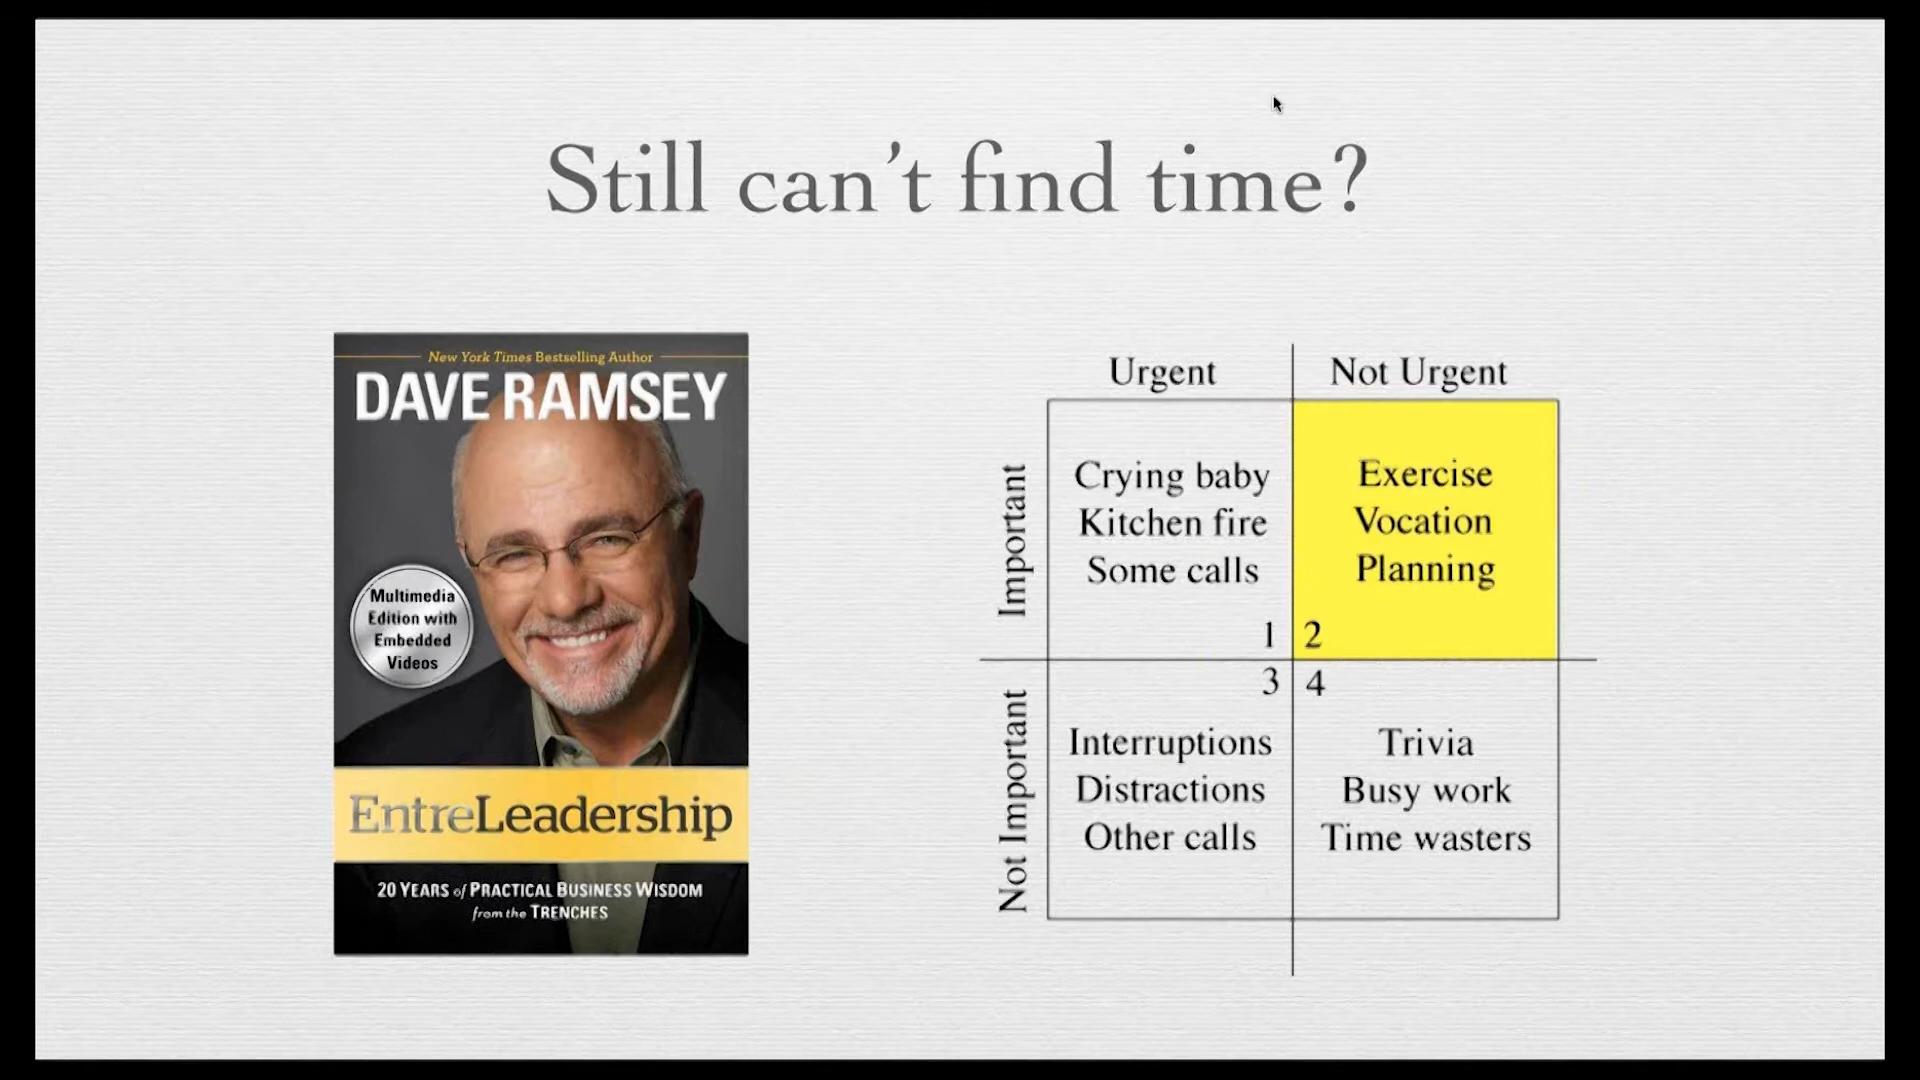 Still can't find time?
New York Times Bestselling Author
DAVE RAMSEY
Multimedia
Edition with
Embedded
Videos
EntreLeadership
20 YEARS of PRACTICAL BUSINESS WISDOM
from the TRENCHES
Urgent
Not Urgent
Important
Crying baby
Kitchen fire
Some calls
1
Exercise
Vocation
Planning
2
Not Important
3
Interruptions
Distractions
Other calls
4
Trivia
Busy work
Time wasters